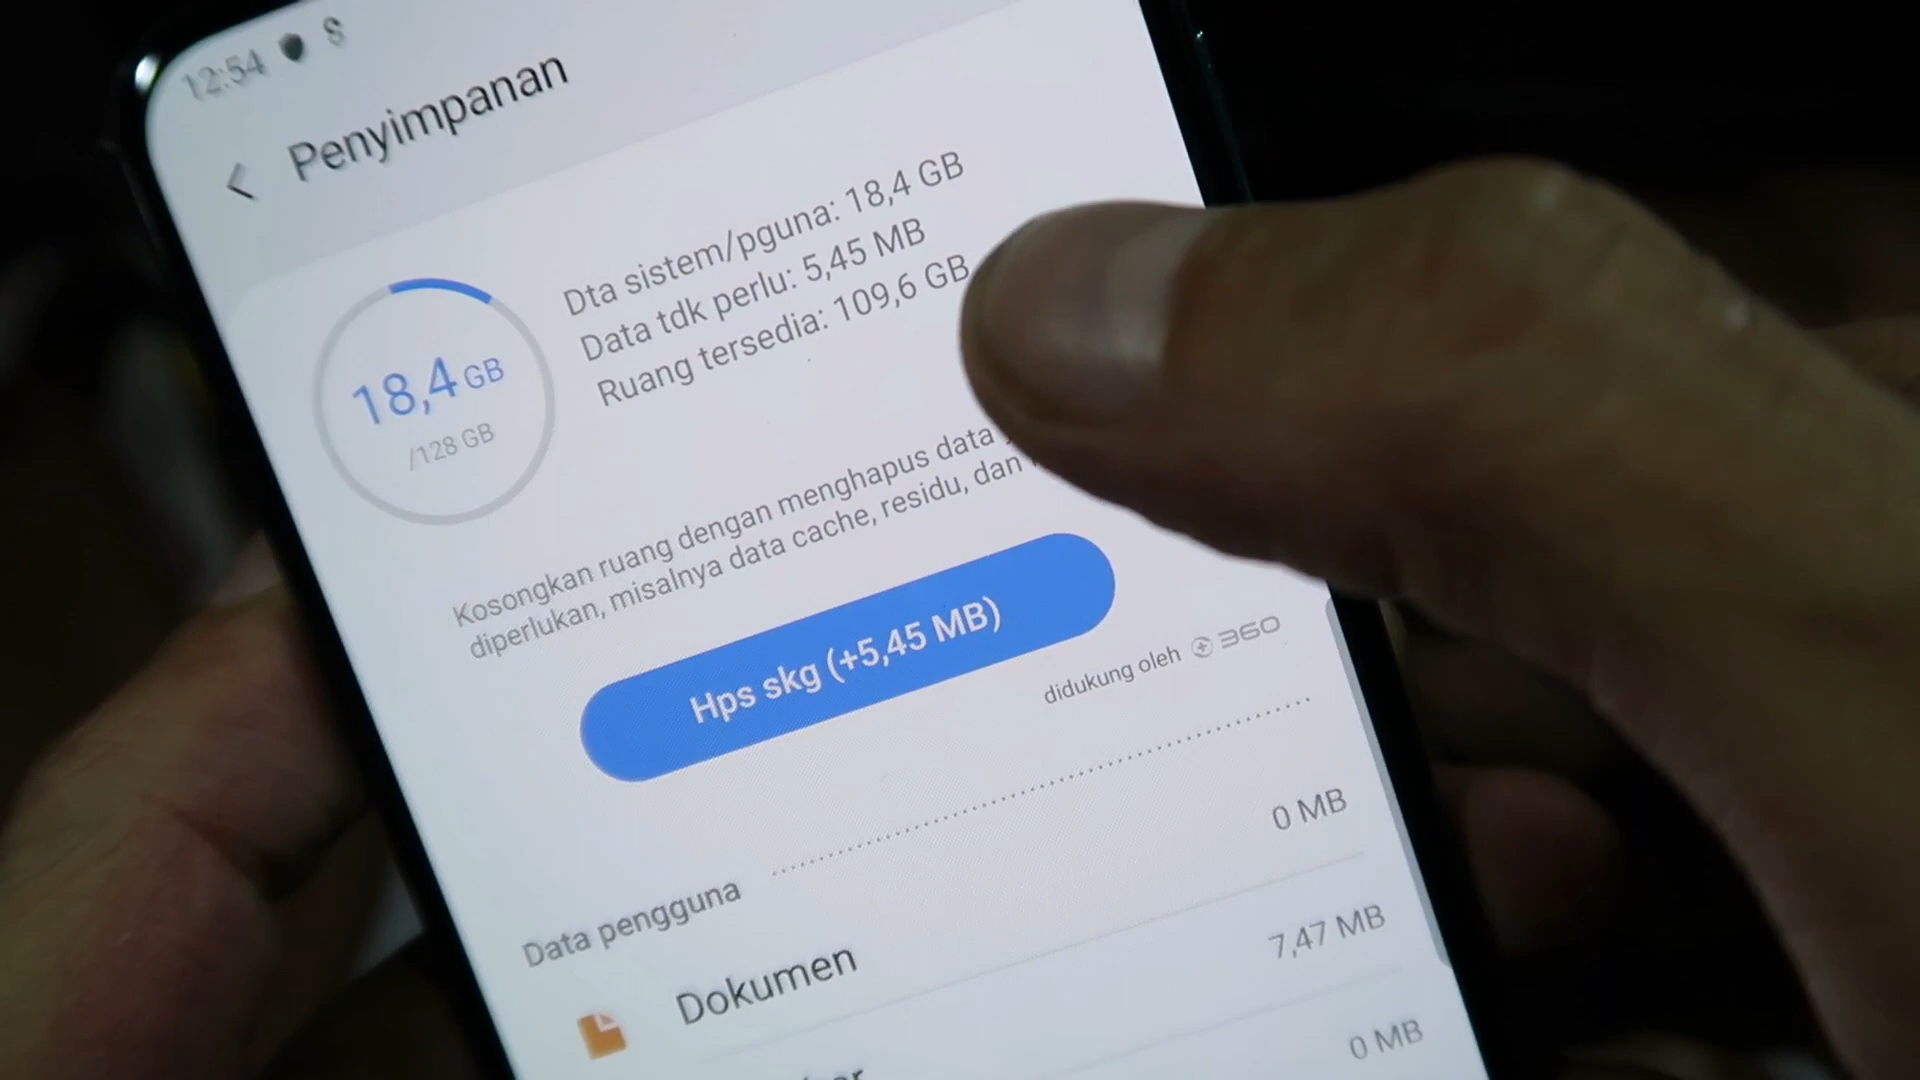 12:54 S
Penyimpanan
Dta sistem/pguna: 18,4 GB
Data tdk perlu: 5,45 MB
Ruang tersedia: 109,6 GB
18,4 GB
/128 GB
Kosongkan ruang dengan menghapus data
diperlukan, misalnya data cache, residu, dan
Hps skg (+5,45 MB)
didukung oleh 360
Data pengguna
Dokumen 0 MB
7,47 MB
0 MB